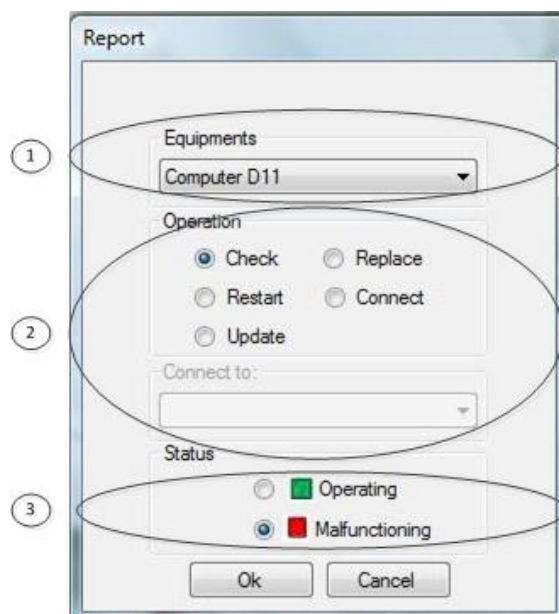 Report
1
Equipments
Computer D11
Operation
Check Replace
Restart Connect
2
Update
Connect to:
Status
Operating
3
Malfunctioning
Ok Cancel